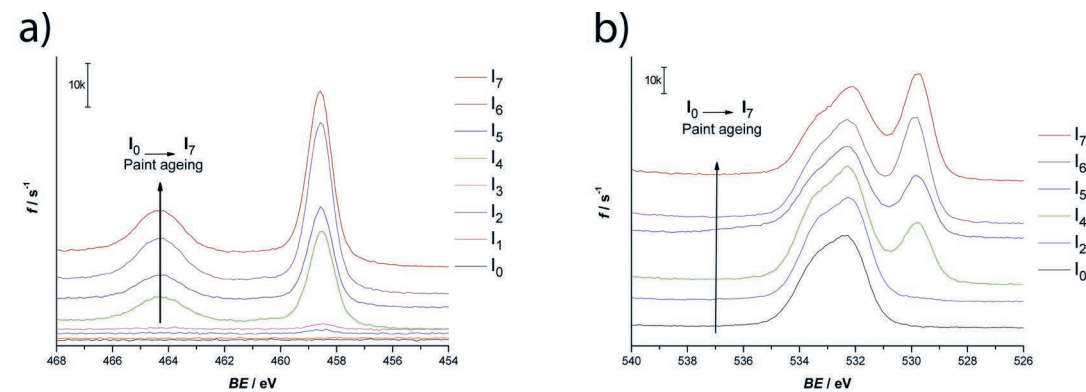 a)
10k
I₀ → I₇
Paint ageing
f / s⁻¹
I₇
I₆
I₅
I₄
I₃
I₂
I₁
I₀
468 466 464 462 460 458 456 454
BE / eV
b)
10k
I₀ → I₇
Paint ageing
f / s⁻¹
I₇
I₆
I₅
I₄
I₂
I₀
540 538 536 534 532 530 528 526
BE / eV